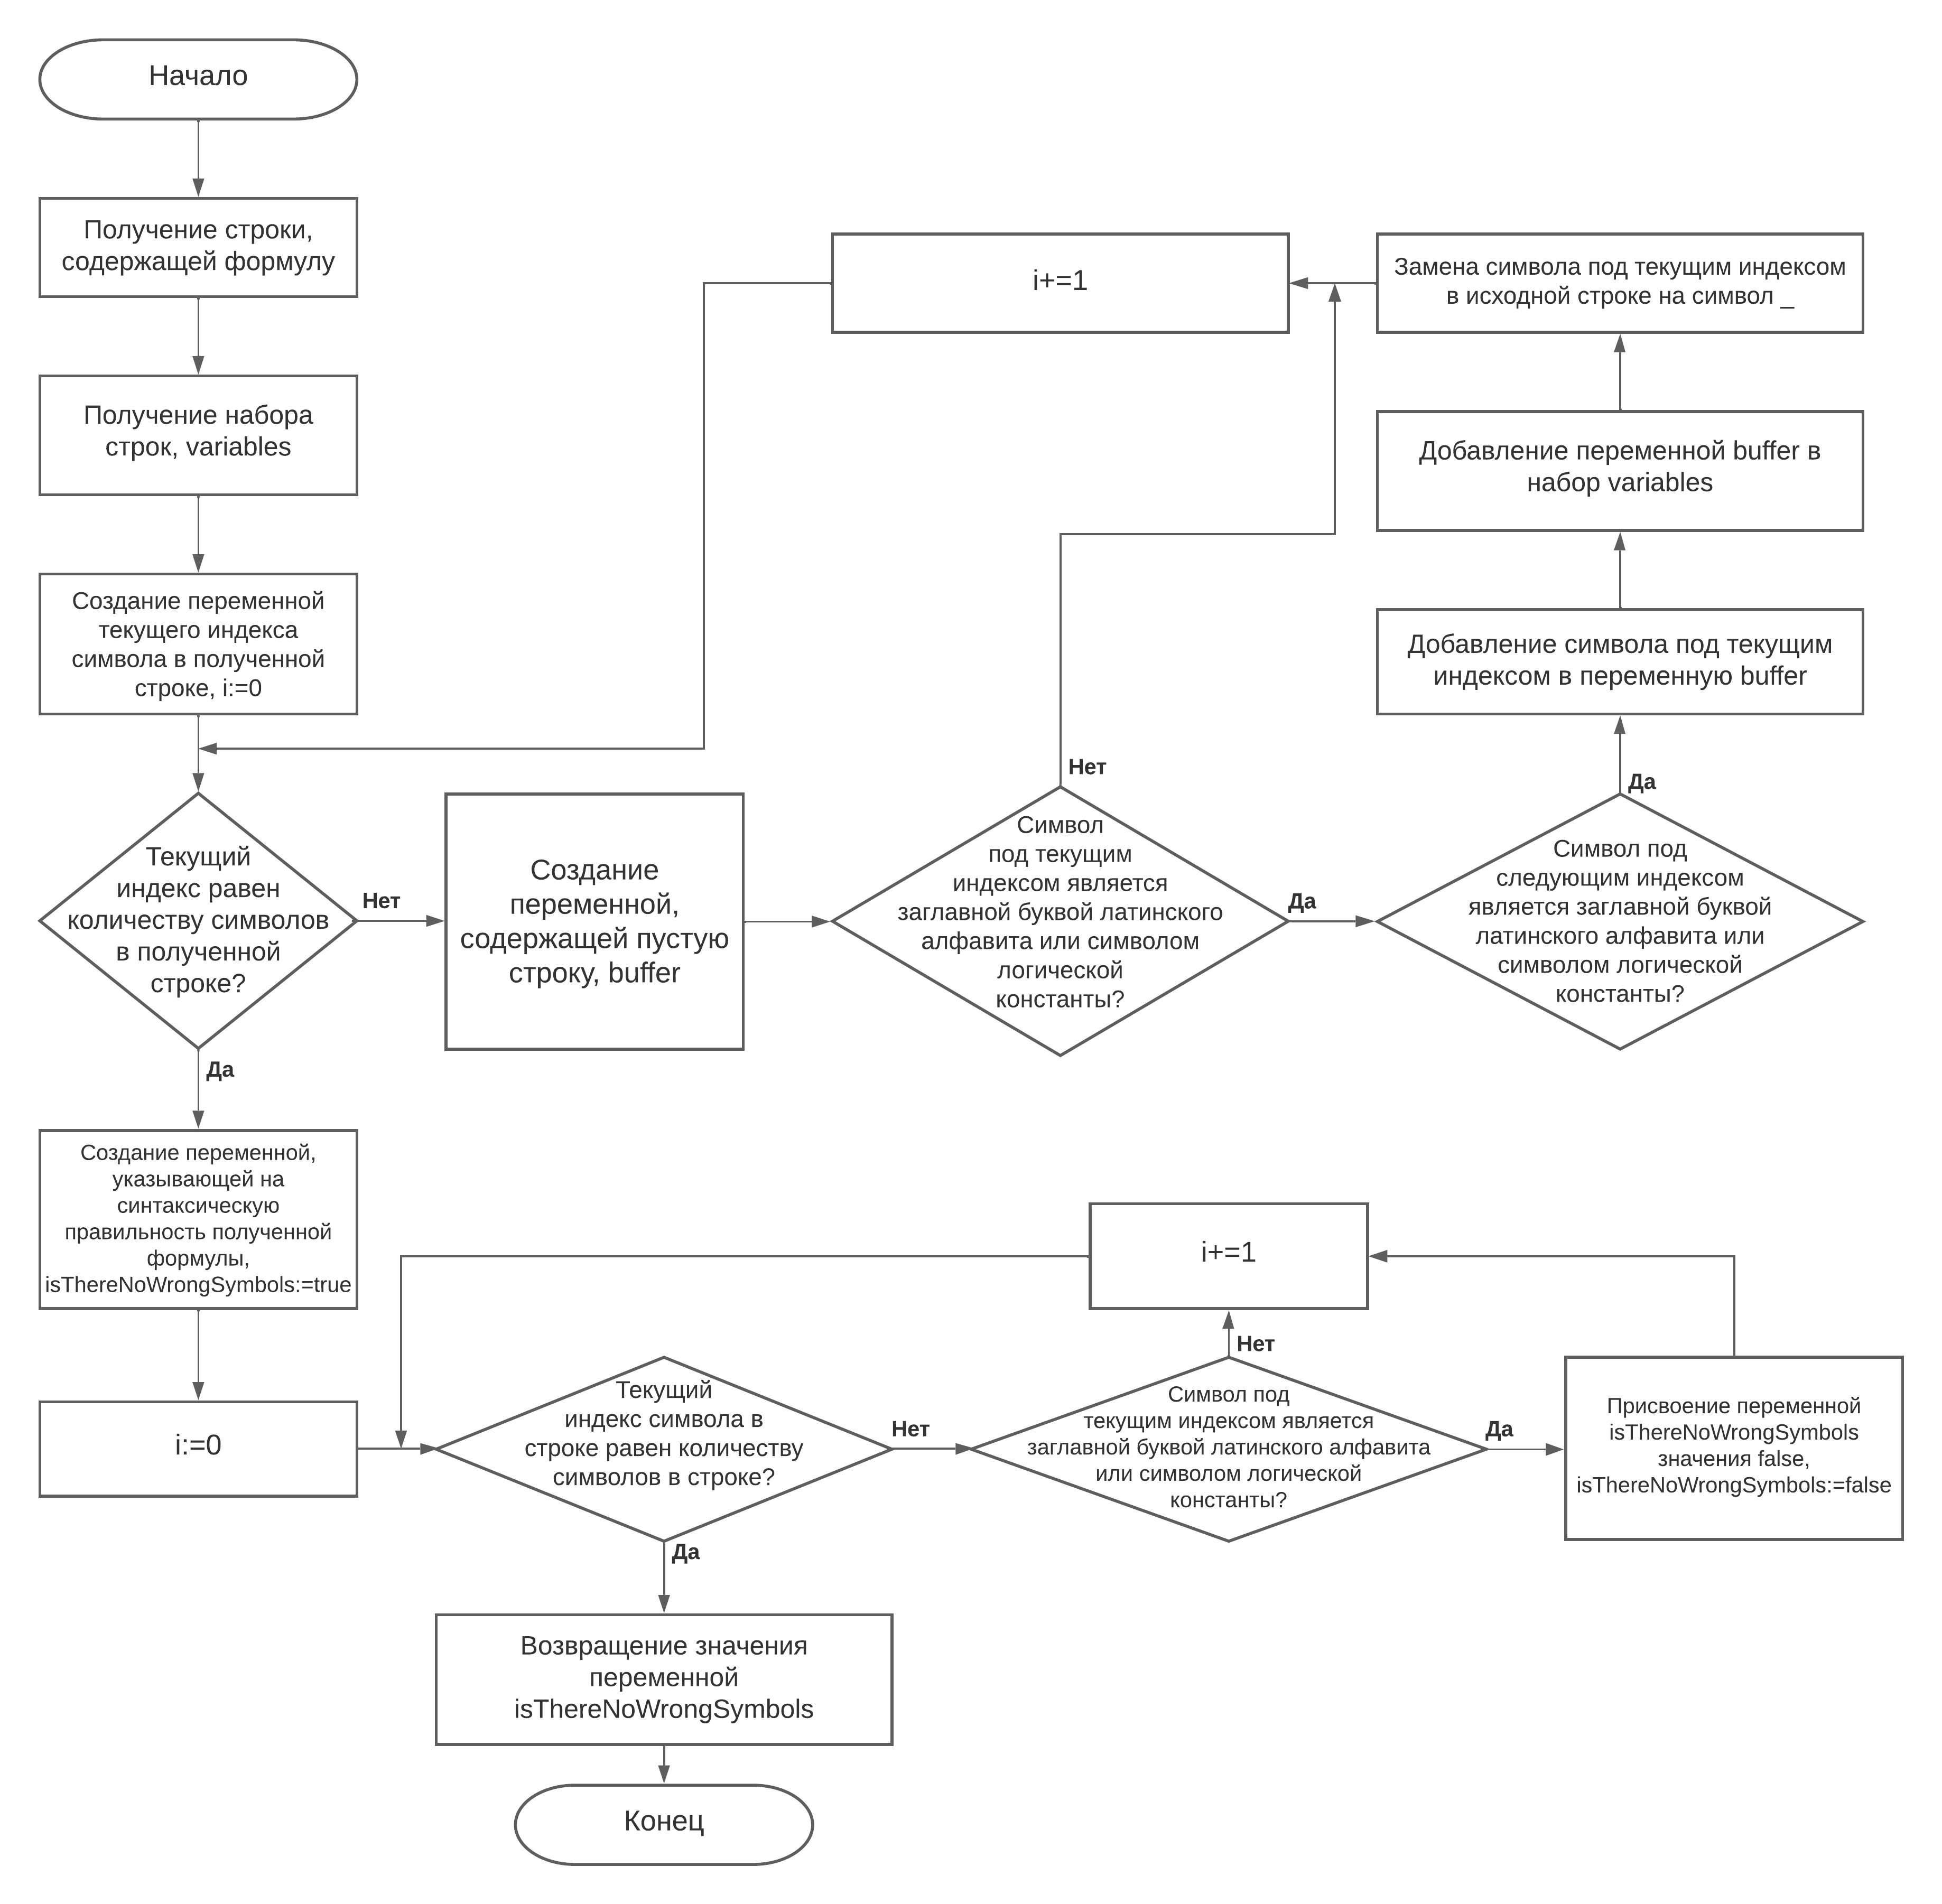 Начало
Получение строки,
содержащей формулу
Получение набора
строк, variables
Создание переменной
текущего индекса
символа в полученной
строке, i:=0
Текущий
индекс равен
количеству символов
в полученной
строке?
Нет
Да
Создание
переменной,
содержащей пустую
строку, buffer
Символ
под текущим
индексом является
заглавной буквой латинского
алфавита или символом
логической
константы?
Нет
Да
Символ под
следующим индексом
является заглавной буквой
латинского алфавита или
символом логической
константы?
Да
Добавление символа под текущим
индексом в переменную buffer
Добавление переменной buffer в
набор variables
Замена символа под текущим индексом
в исходной строке на символ _
i+=1
Создание переменной,
указывающей на
синтаксическую
правильность полученной
формулы,
isThereNoWrongSymbols:=true
i:=0
Текущий
индекс символа в
строке равен количеству
символов в строке?
Нет
Да
Символ под
текущим индексом является
заглавной буквой латинского алфавита
или символом логической
константы?
Нет
Да
i+=1
Присвоение переменной
isThereNoWrongSymbols
значения false,
isThereNoWrongSymbols:=false
Возвращение значения
переменной
isThereNoWrongSymbols
Конец